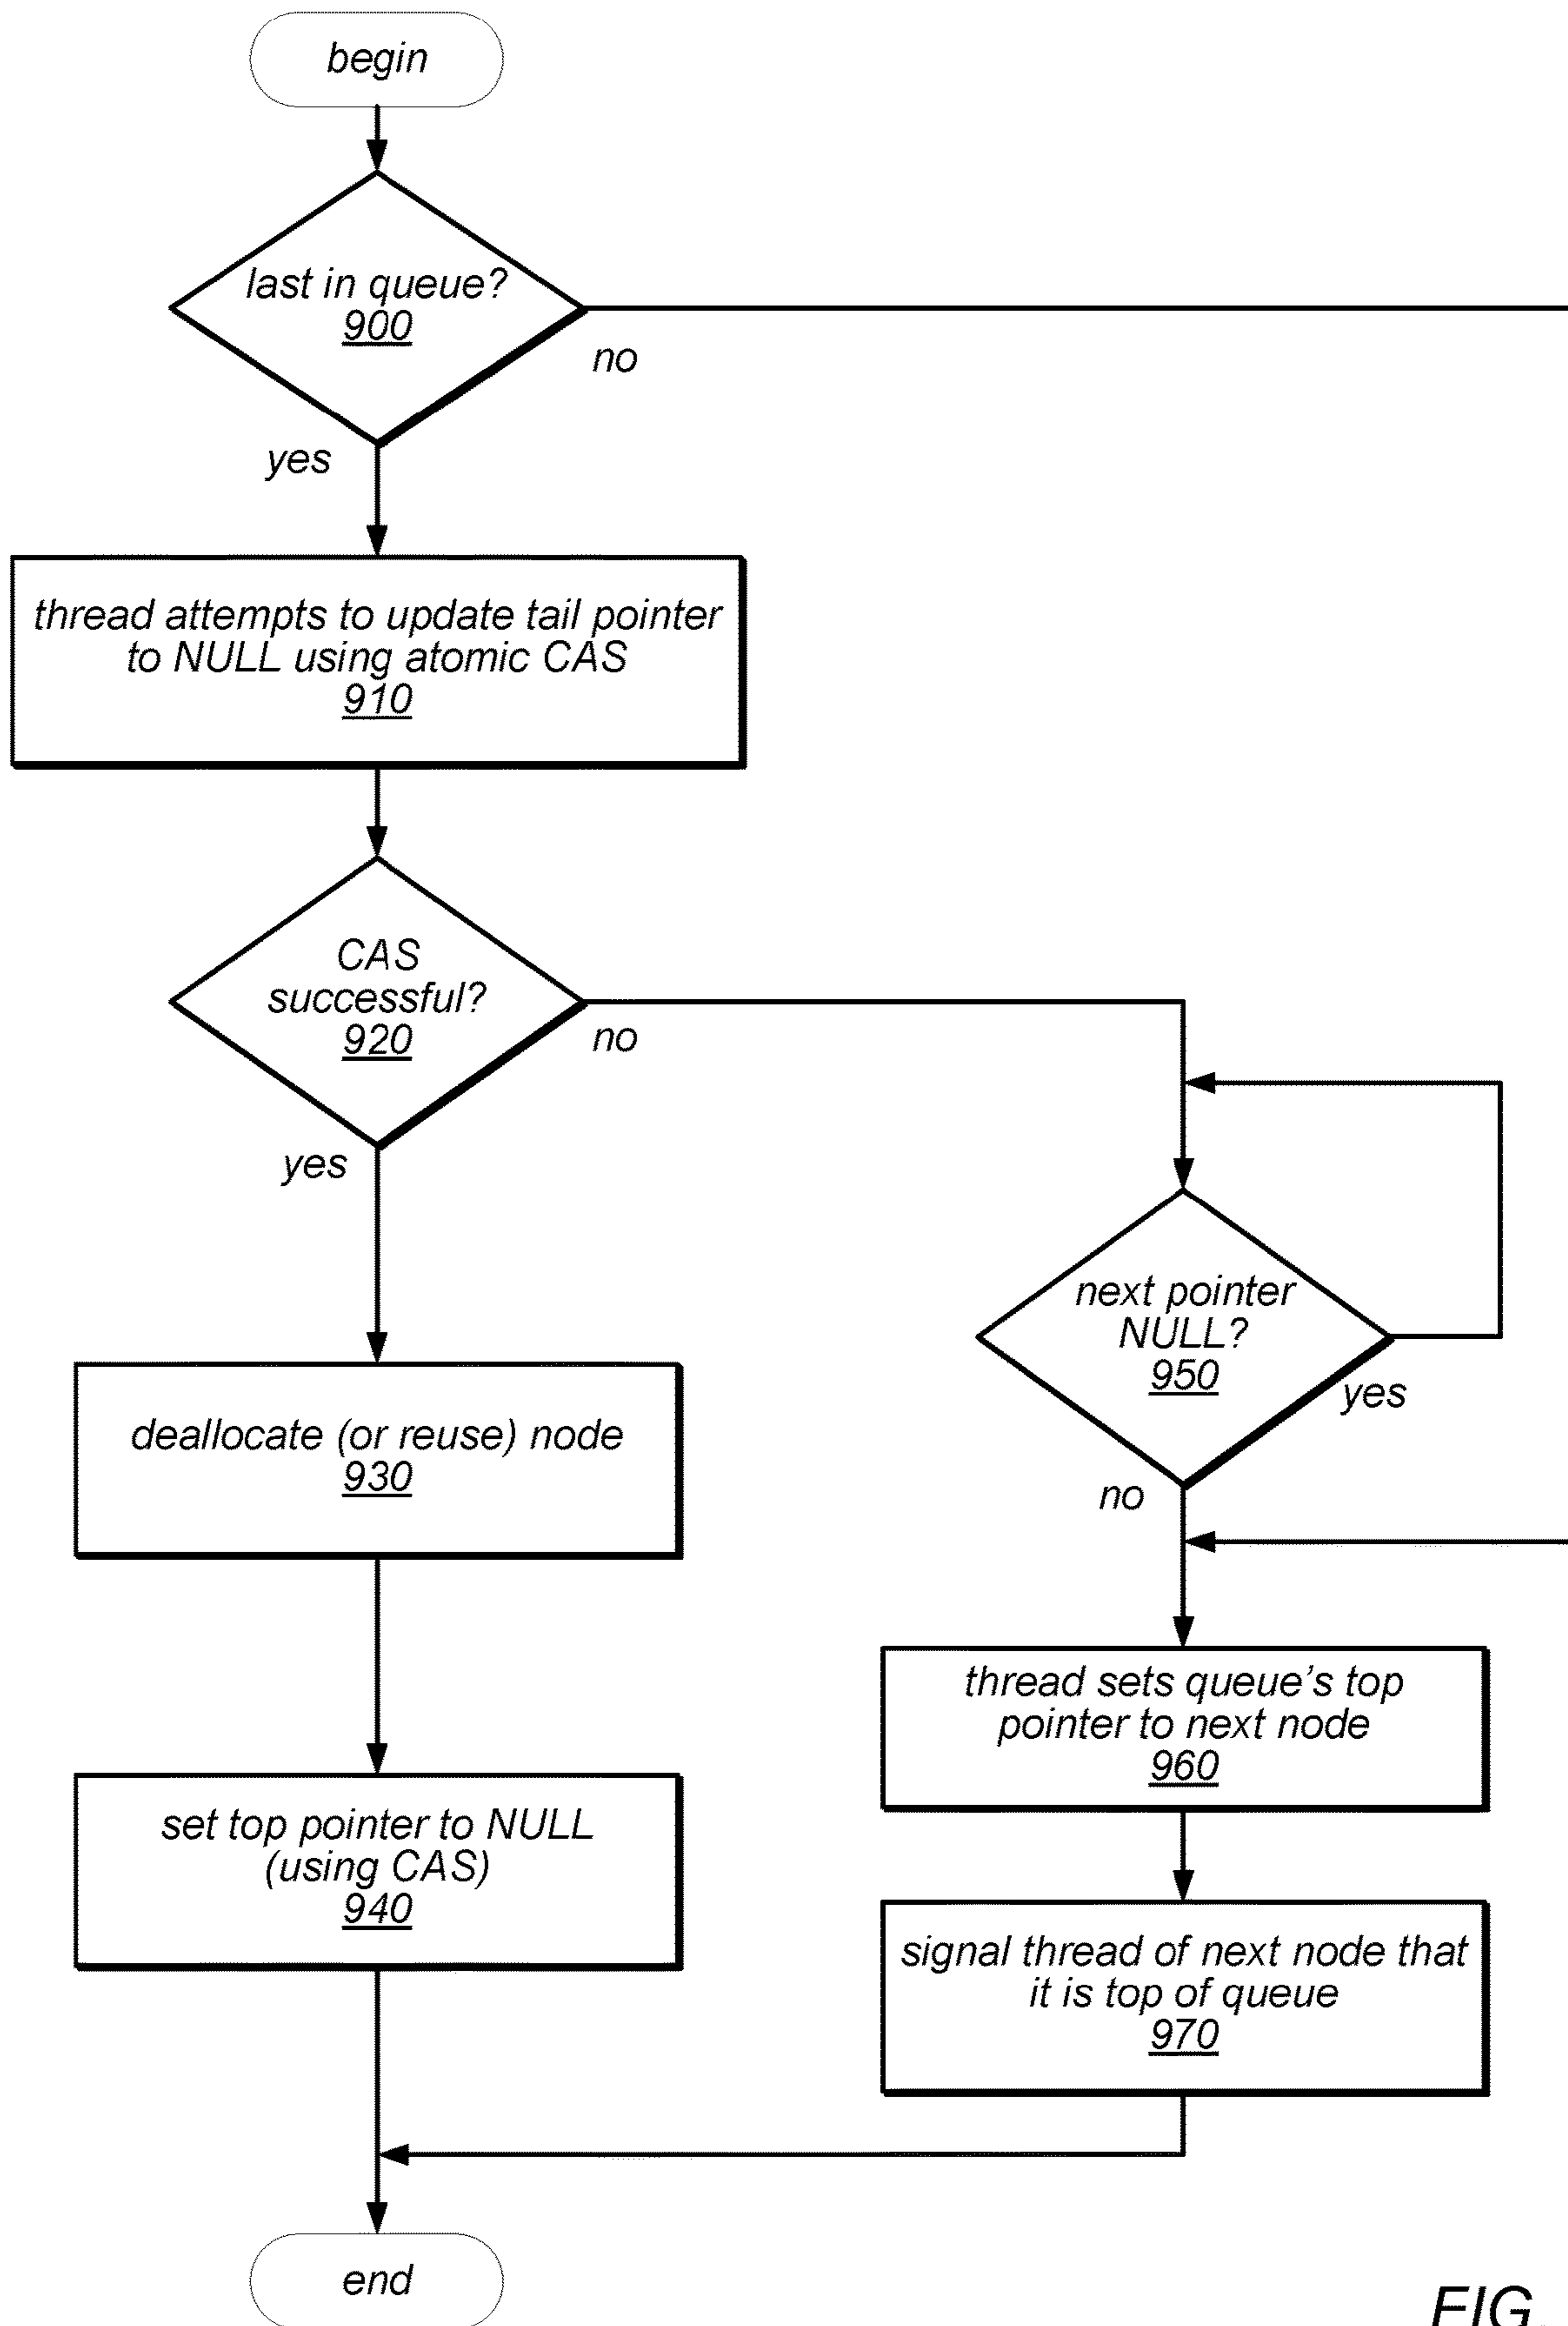 begin
last in queue?
900
no
yes
thread attempts to update tail pointer
to NULL using atomic CAS
910
CAS
successful?
920
no
yes
next pointer
NULL?
950
yes
no
deallocate (or reuse) node
930
thread sets queue's top
pointer to next node
960
set top pointer to NULL
(using CAS)
940
signal thread of next node that
it is top of queue
970
end
FIG.